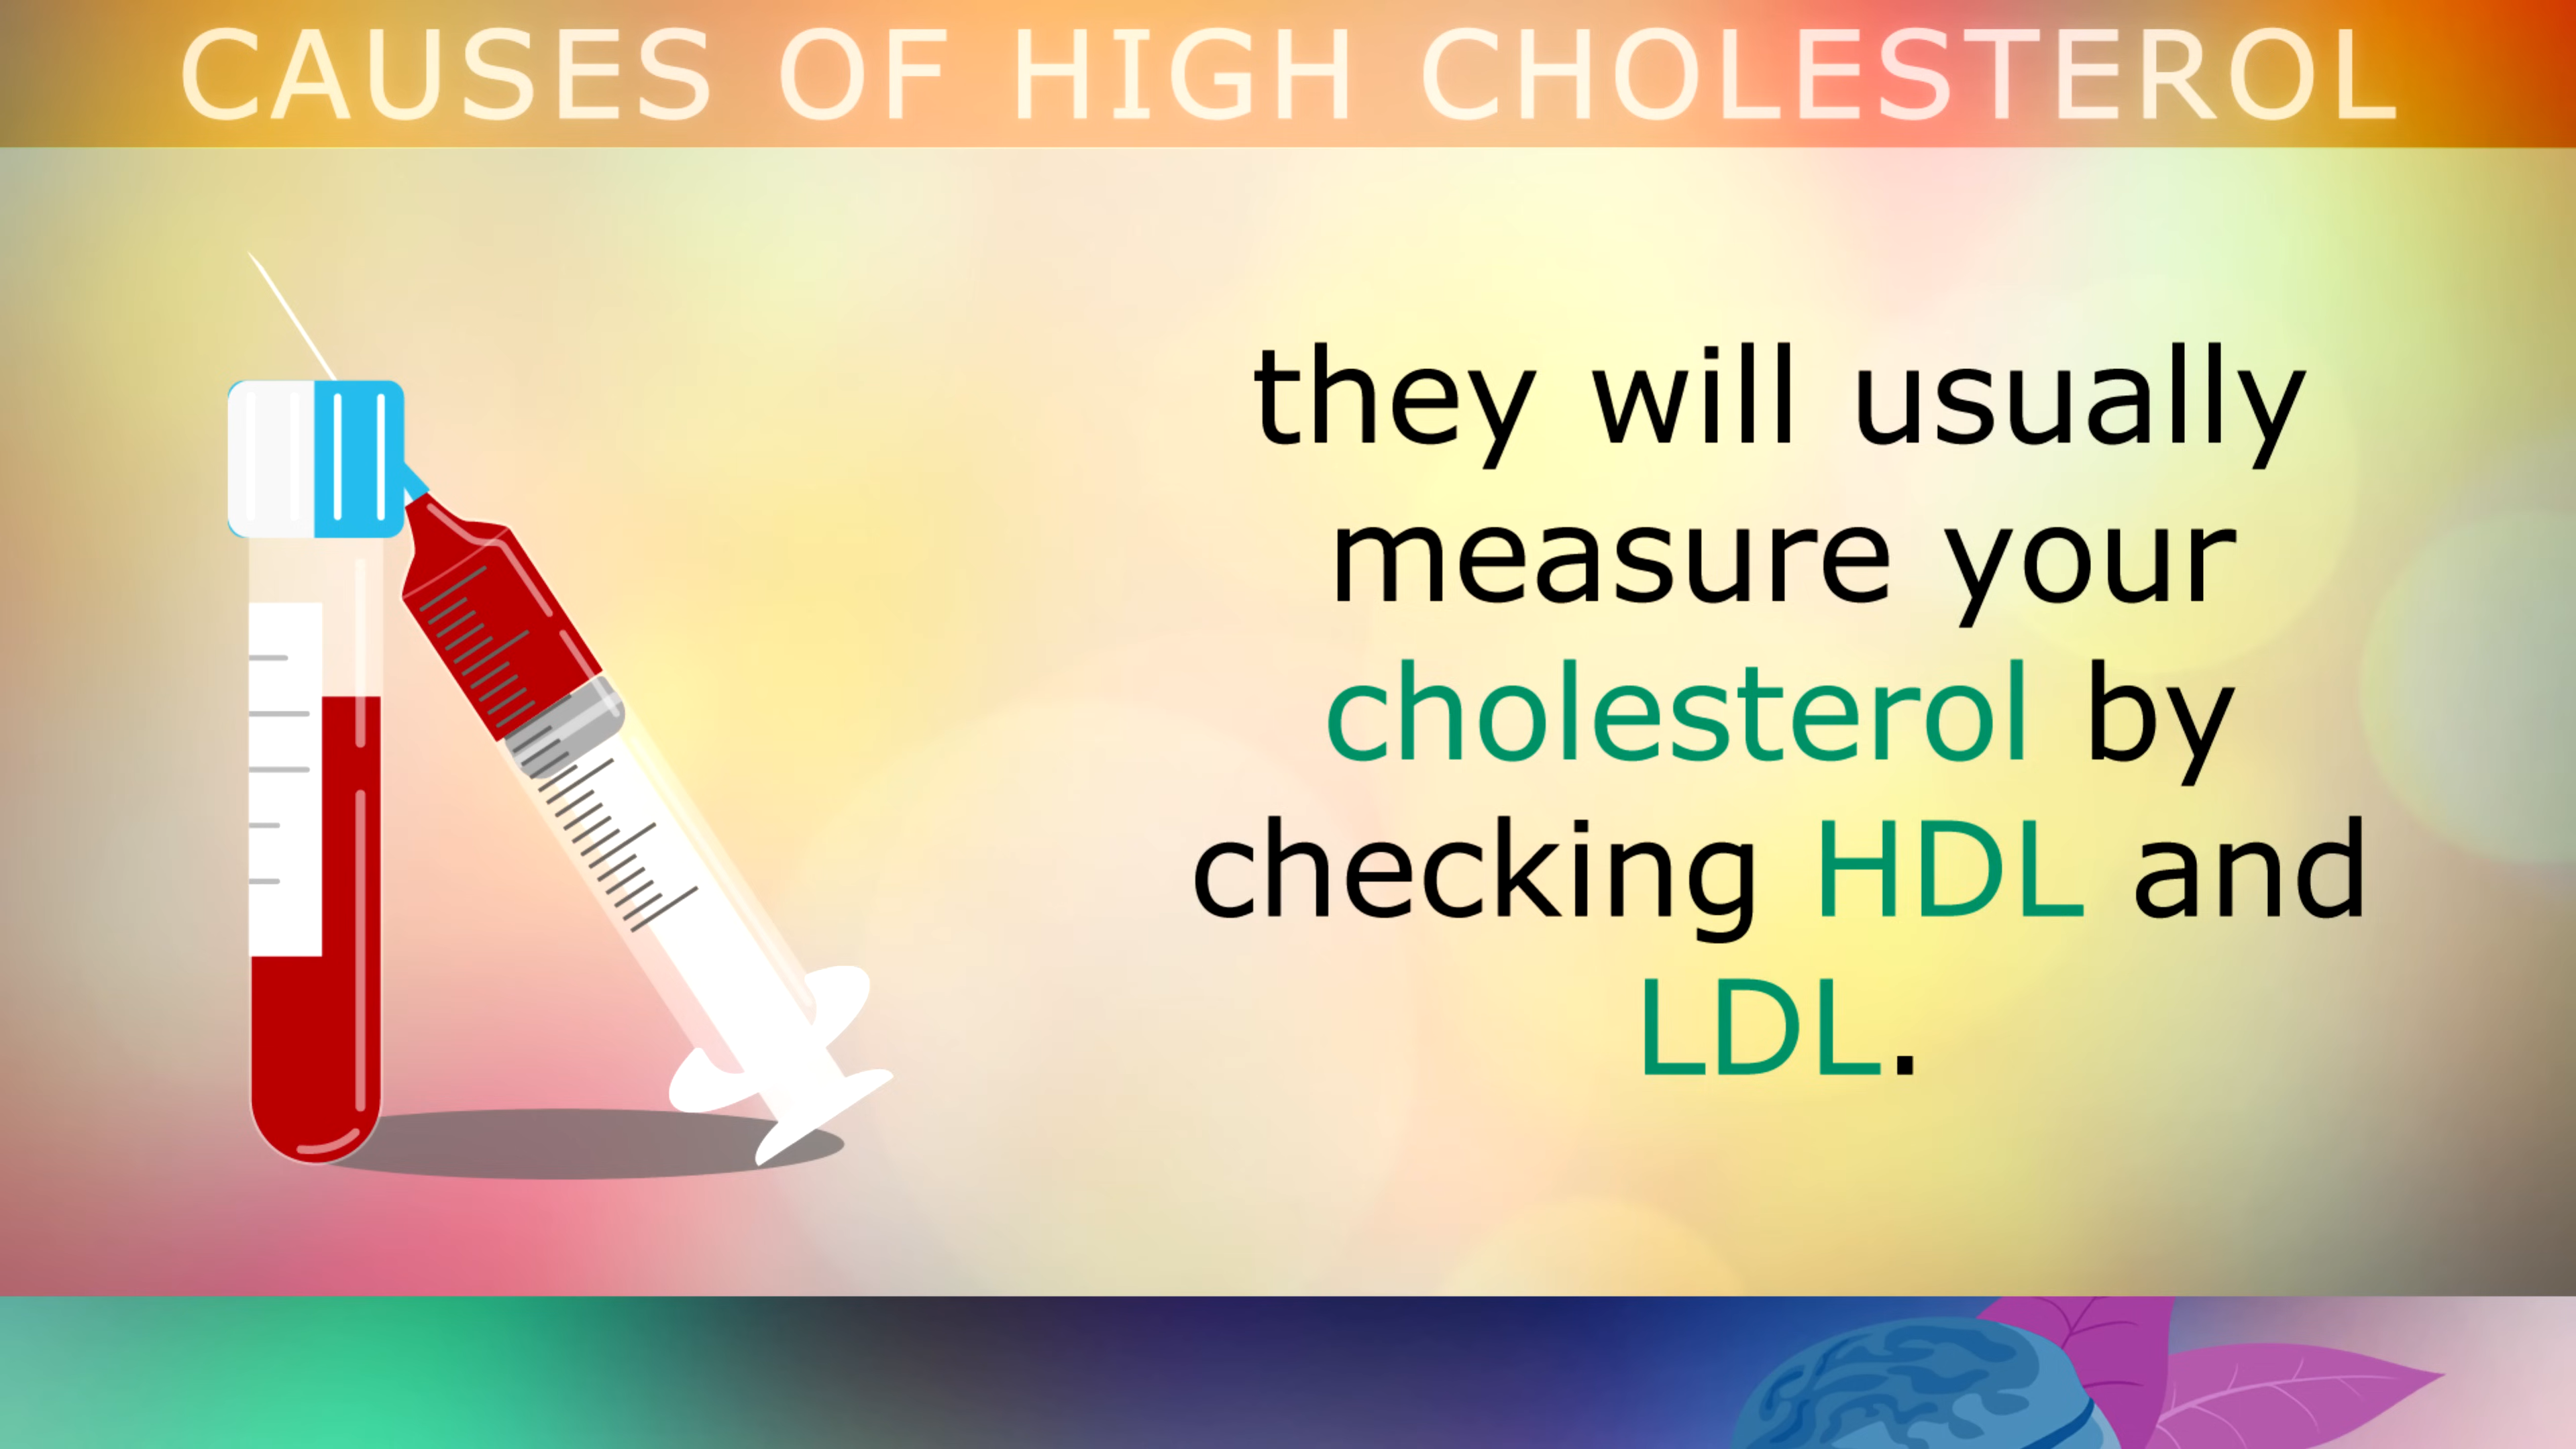 CAUSES OF HIGH CHOLESTEROL
they will usually
measure your
cholesterol by
checking HDL and
LDL.